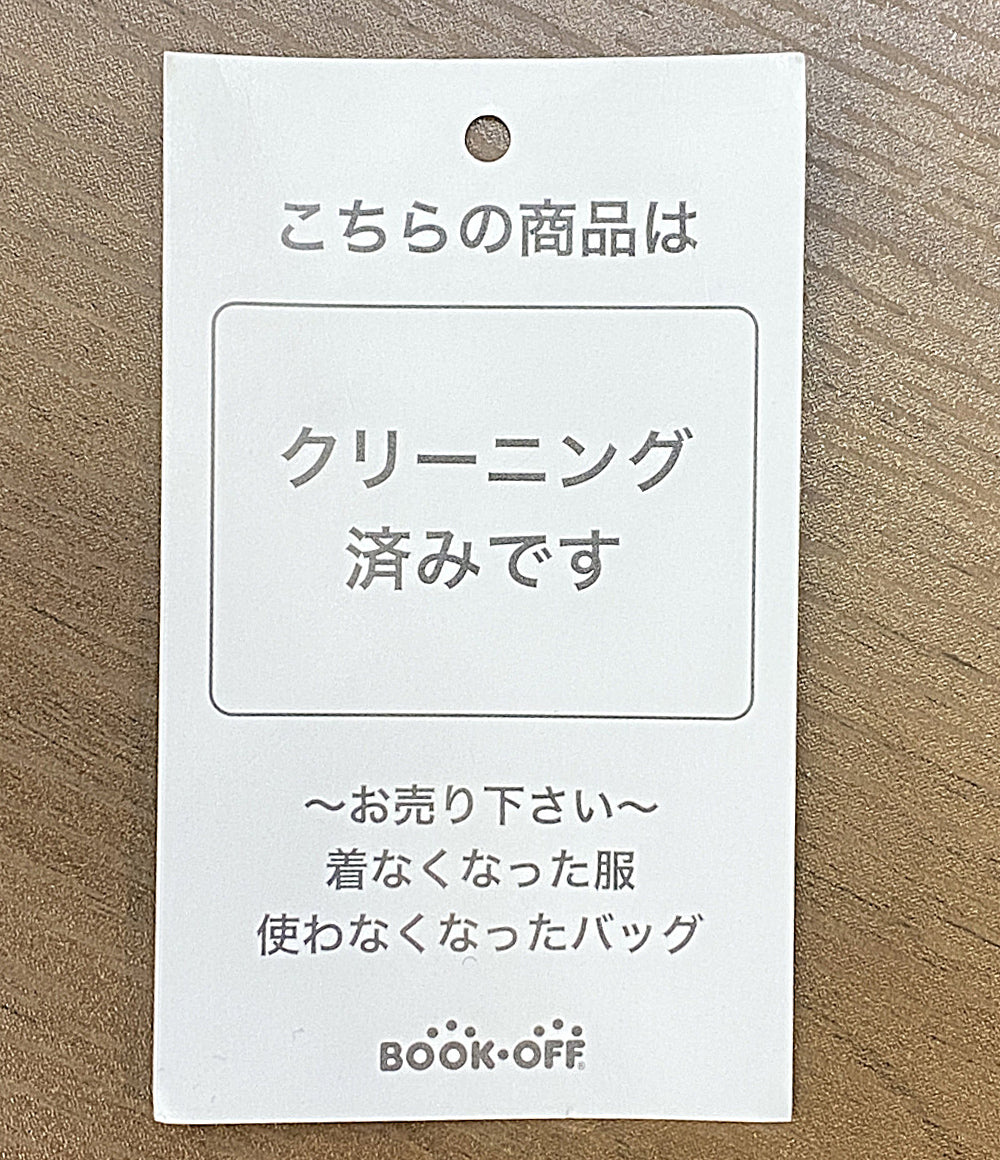 こちらの商品は
クリーニング
済みです
～お売り下さい～
着なくなった服
使わなくなったバッグ
BOOK・OFF